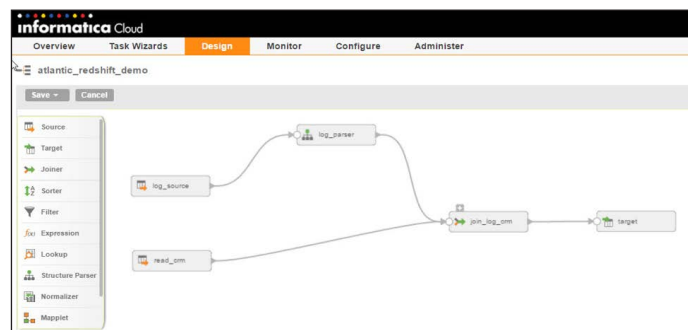 informatica Cloud
Overview Task Wizards Design Monitor Configure Administer
atlantic_redshift_demo
Save Cancel
Source
Target
Joiner
Sorter
Filter
f(x) Expression
Lookup
Structure Parser
Normalizer
Mapplet
log_parser
log_source
join_log_crm
target
read_crm